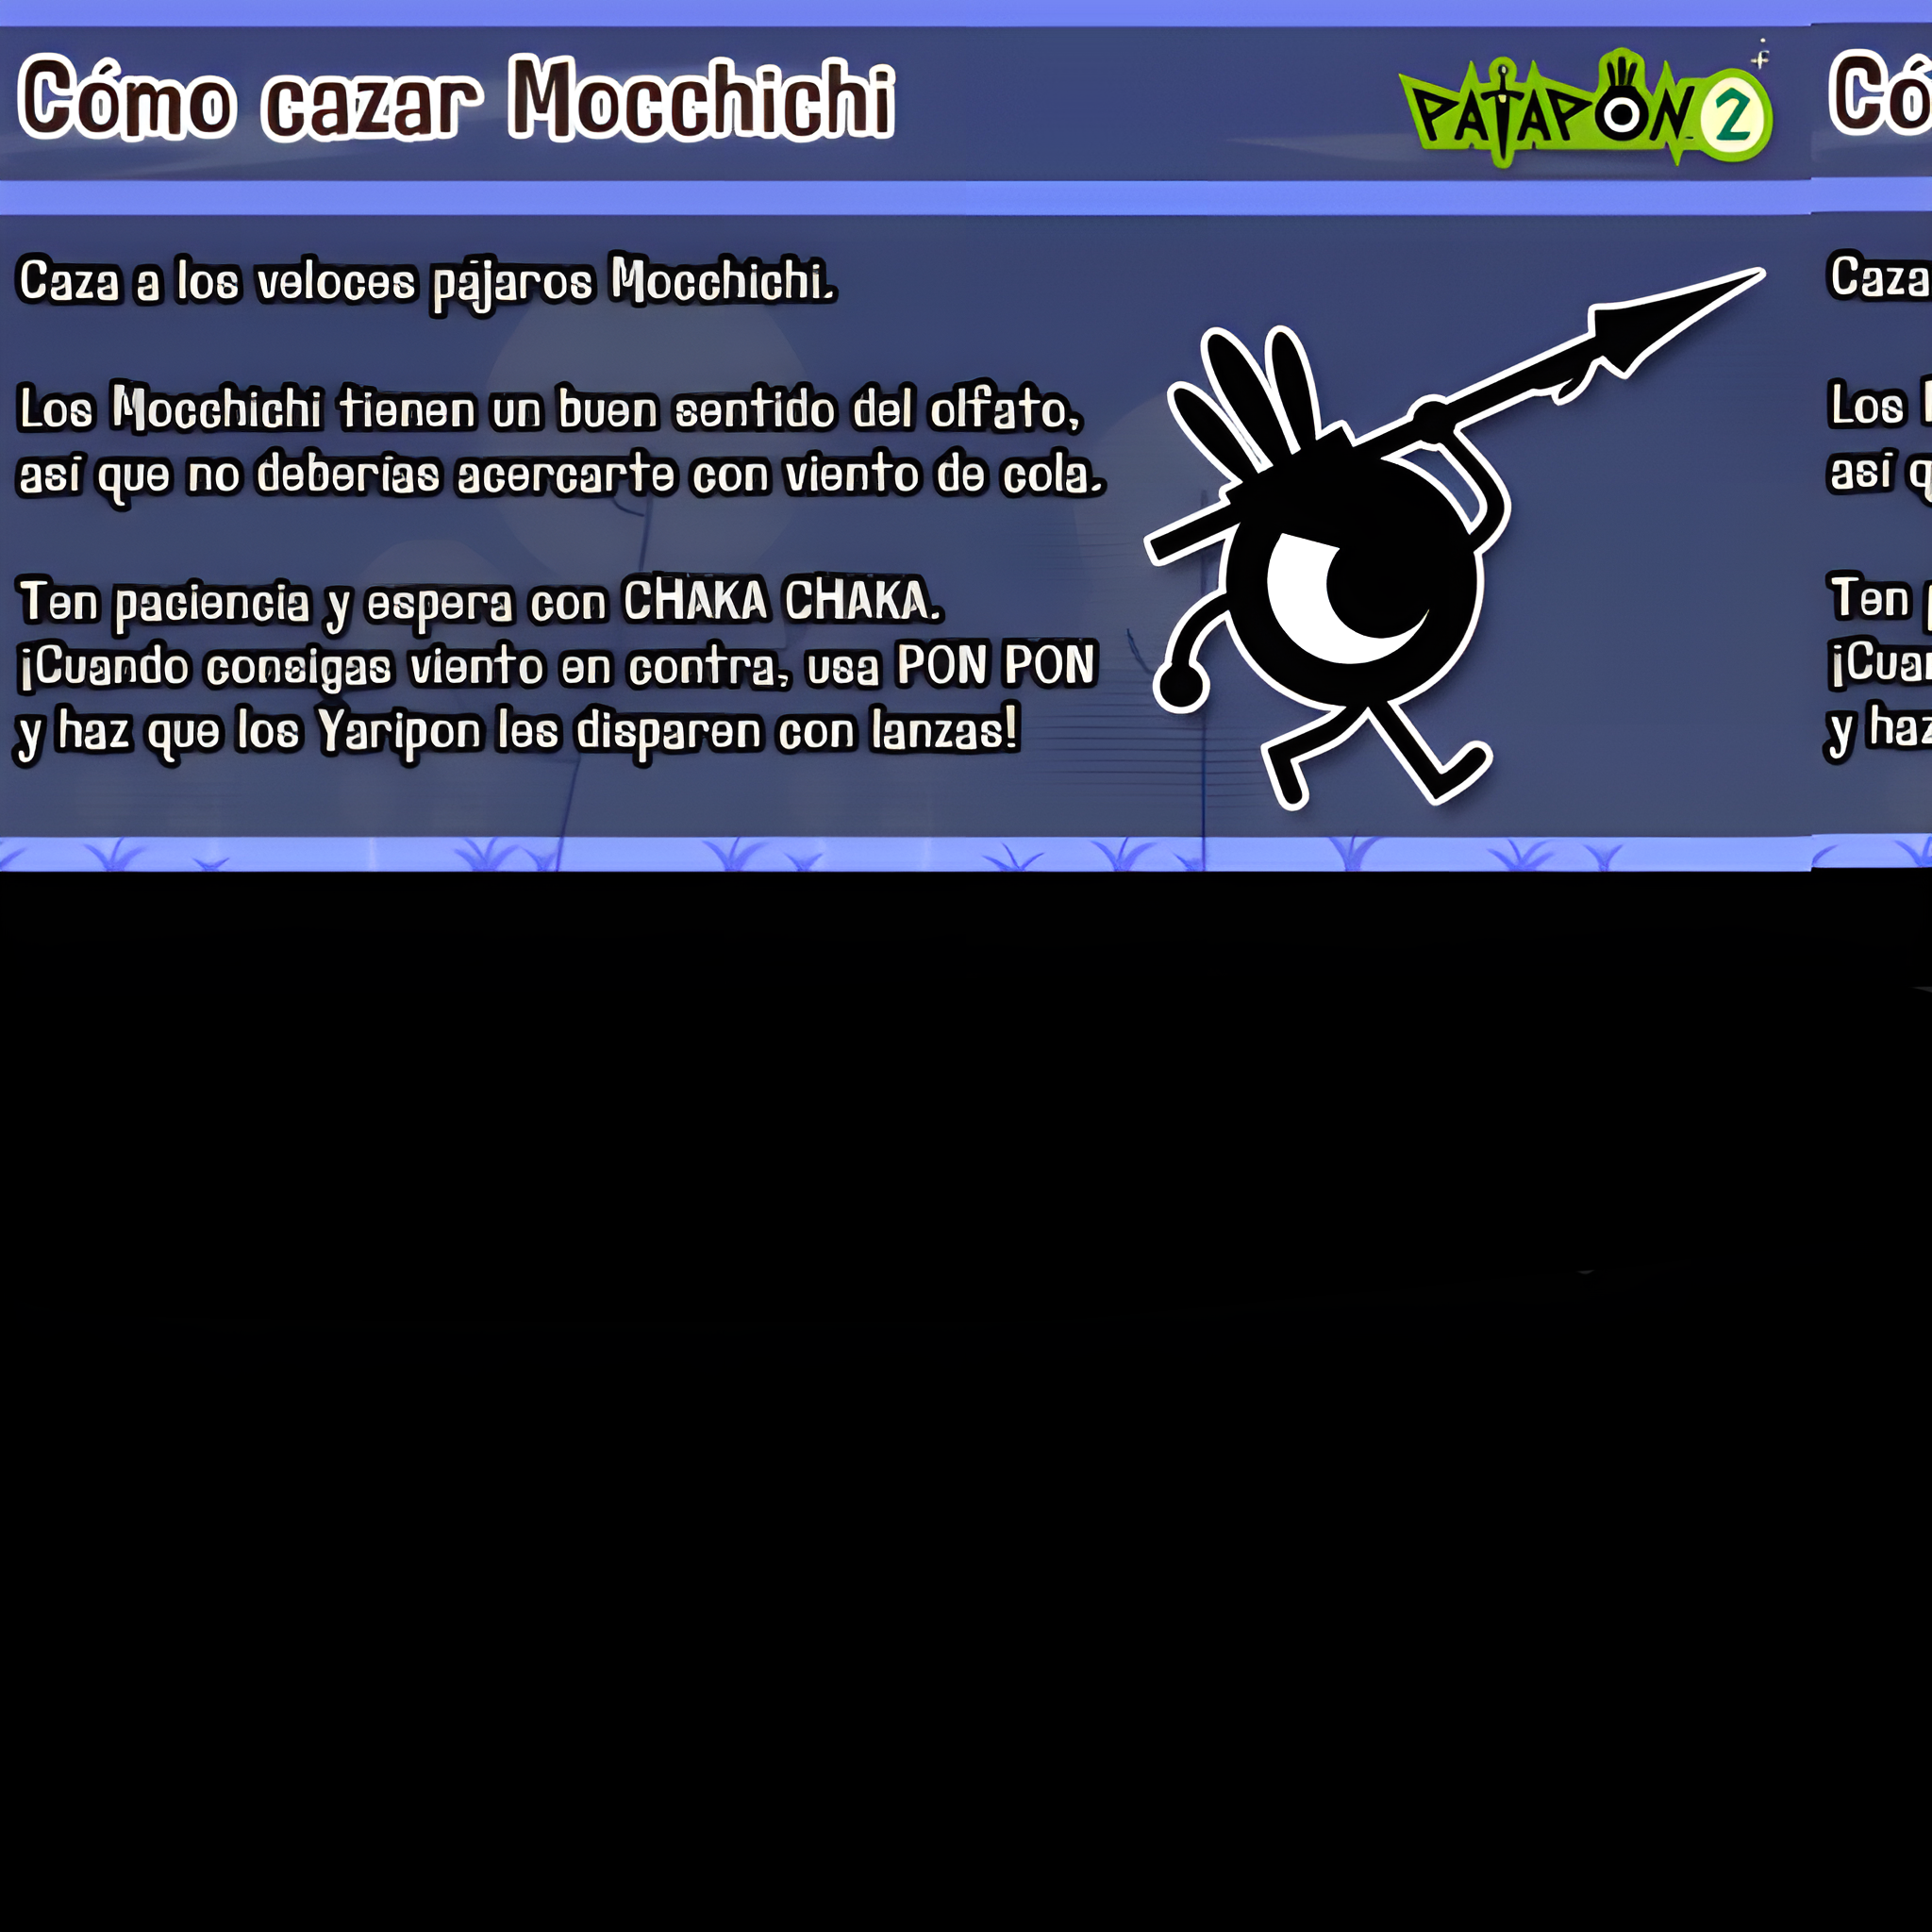 Cómo cazar Mocchichi
PATAPON 2
Caza a los veloces pájaros Mocchichi.
Los Mocchichi tienen un buen sentido del olfato,
así que no deberías acercarte con viento de cola.
Ten paciencia y espera con CHAKA CHAKA.
¡Cuando consigas viento en contra, usa PON PON
y haz que los Yaripon les disparen con lanzas!
Có
Caza
Los
así q
Ten
¡Cuan
y haz